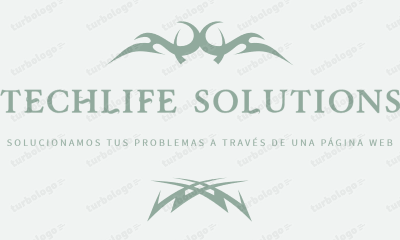 TECHLIFE SOLUTIONS
SOLUCIONAMOS TUS PROBLEMAS A TRAVÉS DE UNA PÁGINA WEB